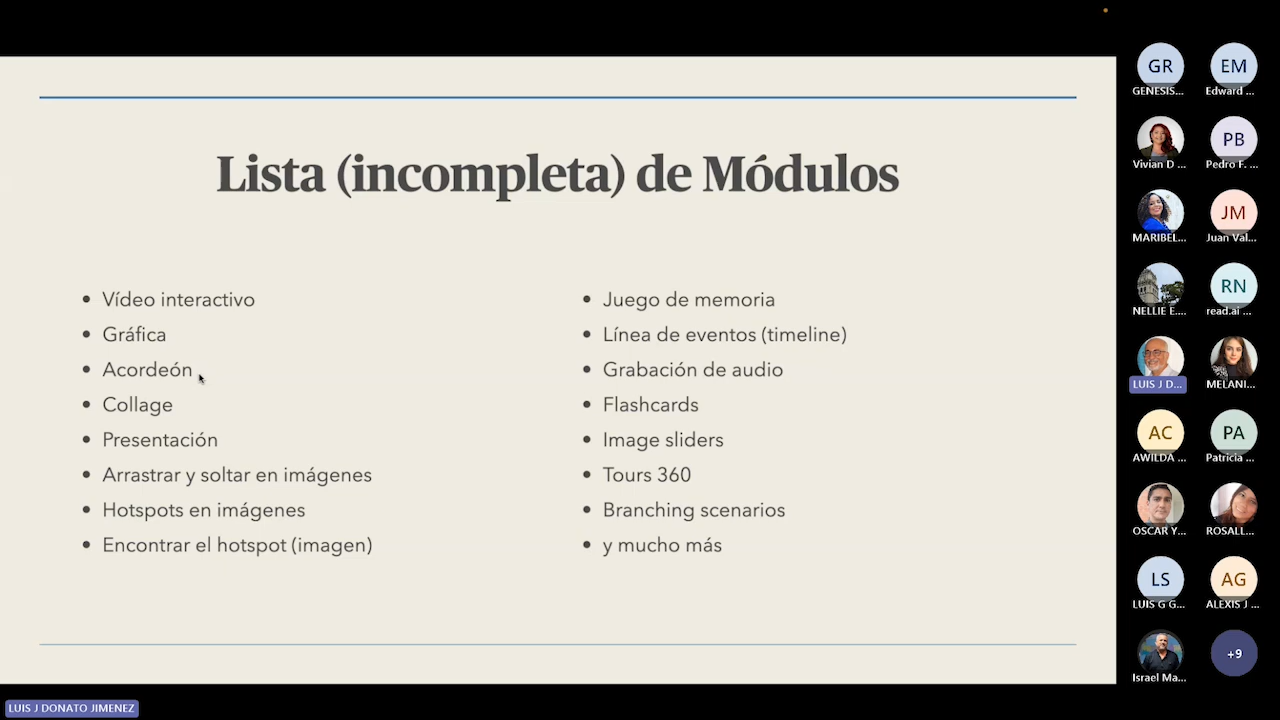 Lista (incompleta) de Módulos
• Vídeo interactivo
• Gráfica
• Acordeón
• Collage
• Presentación
• Arrastrar y soltar en imágenes
• Hotspots en imágenes
• Encontrar el hotspot (imagen)
• Juego de memoria
• Línea de eventos (timeline)
• Grabación de audio
• Flashcards
• Image sliders
• Tours 360
• Branching scenarios
• y mucho más
GR
EM
GENESIS...
Edward ...
PB
Vivian D ...
Pedro F. ...
JM
MARIBEL...
Juan Val...
RN
NELLIE E....
read.ai ...
LUIS J D...
MELANI...
AC
PA
AWILDA ...
Patricia ...
OSCAR Y...
ROSALL...
LS
AG
LUIS G G...
ALEXIS J ...
+9
Israel Ma...
LUIS J DONATO JIMENEZ